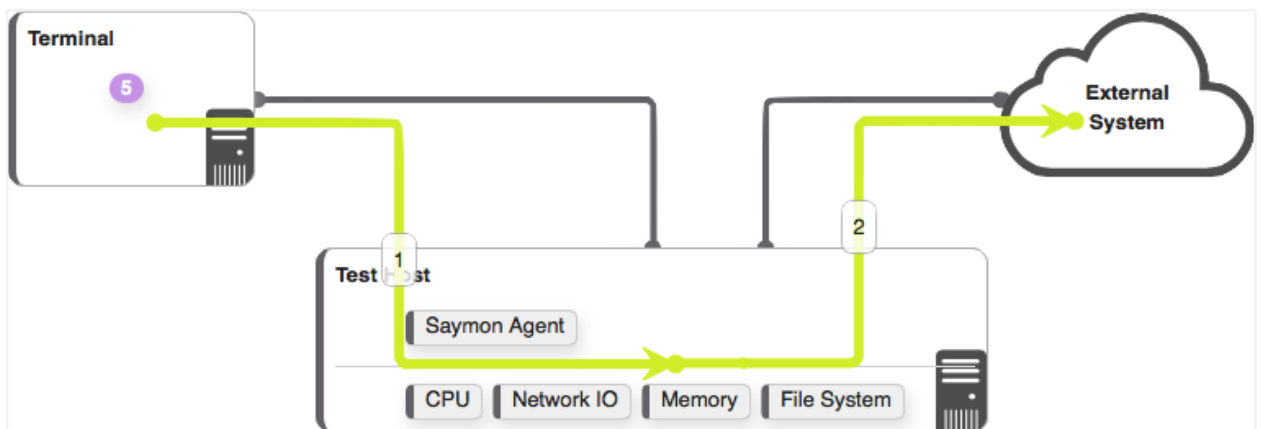 Terminal
5
External
System
2
1
Test Host
Saymon Agent
CPU
Network IO
Memory
File System